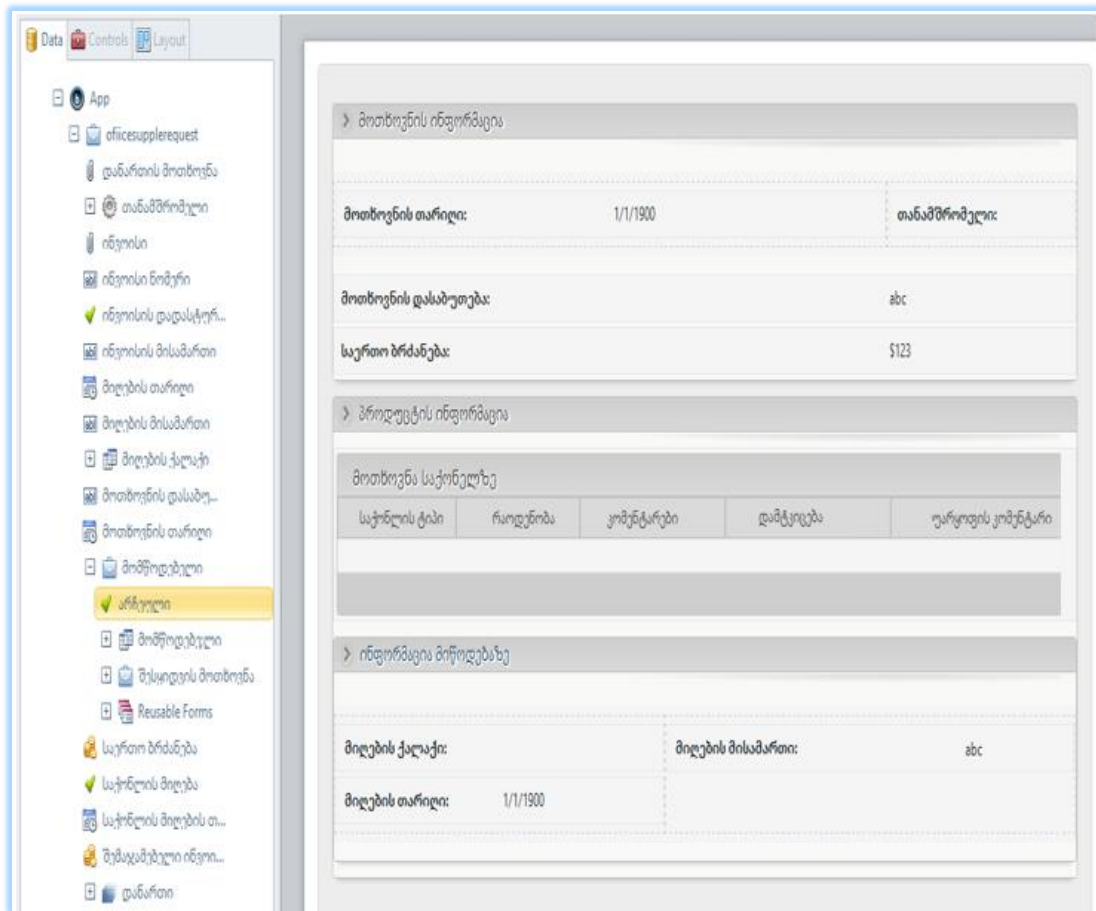 Data Controls Layout
App
ofiicesupplerequest
დანართის მოთხოვნა
თანამშრომელი
ინვოისი
ინვოისი ნომერი
ინვოისის დადასტურ...
ინვოისის მისამართი
მიღების თარიღი
მიღების მისამართი
მიღების ქალაქი
მოთხოვნის დასაბუ...
მოთხოვნის თარიღი
მომწოდებელი
არჩეული
მომწოდებელი
შესყიდვის მოთხოვნა
Reusable Forms
საერთო ბრძანება
საქონლის მიღება
საქონლის მიღების თ...
შემაჯამებელი ინვოი...
დანართი
მოთხოვნის ინფორმაცია
მოთხოვნის თარიღი: 1/1/1900 თანამშრომელი:
მოთხოვნის დასაბუთება: abc
საერთო ბრძანება: $123
პროდუცტის ინფორმაცია
მოთხოვნა საქონელზე
საქონლის ტიპი რაოდენობა კომენტარები დამტკიცება უარყოფის კომენტარი
ინფორმაცია მიწოდებაზე
მიღების ქალაქი: მიღების მისამართი: abc
მიღების თარიღი: 1/1/1900